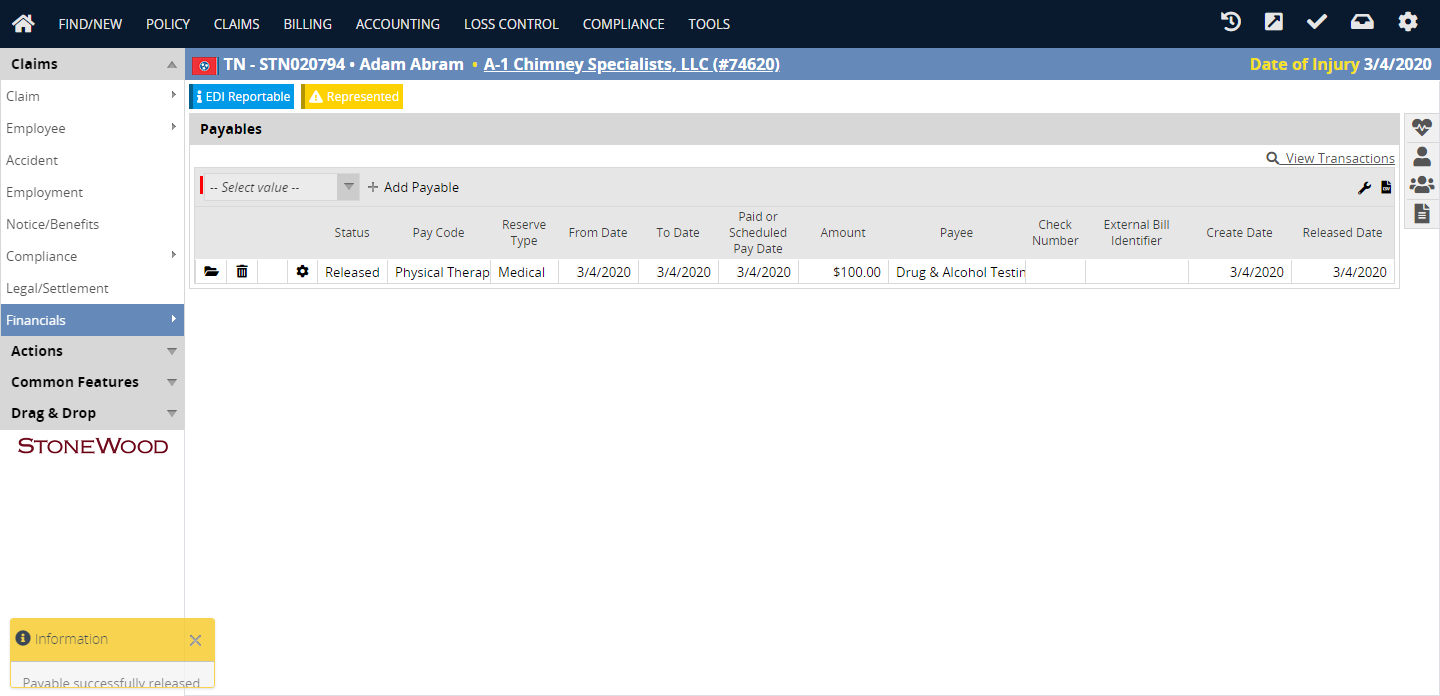 FIND/NEW POLICY CLAIMS BILLING ACCOUNTING LOSS CONTROL COMPLIANCE TOOLS
Claims
Claim
Employee
Accident
Employment
Notice/Benefits
Compliance
Legal/Settlement
Financials
Actions
Common Features
Drag & Drop
STONEWOOD
TN - STN020794 • Adam Abram • A-1 Chimney Specialists, LLC (#74620) Date of Injury 3/4/2020
EDI Reportable Represented
Payables
View Transactions
-- Select value -- Add Payable
Status Pay Code Reserve Type From Date To Date Paid or Scheduled Pay Date Amount Payee Check Number External Bill Identifier Create Date Released Date
Released Physical Therap Medical 3/4/2020 3/4/2020 3/4/2020 $100.00 Drug & Alcohol Testin 3/4/2020 3/4/2020
Information
Payable successfully released